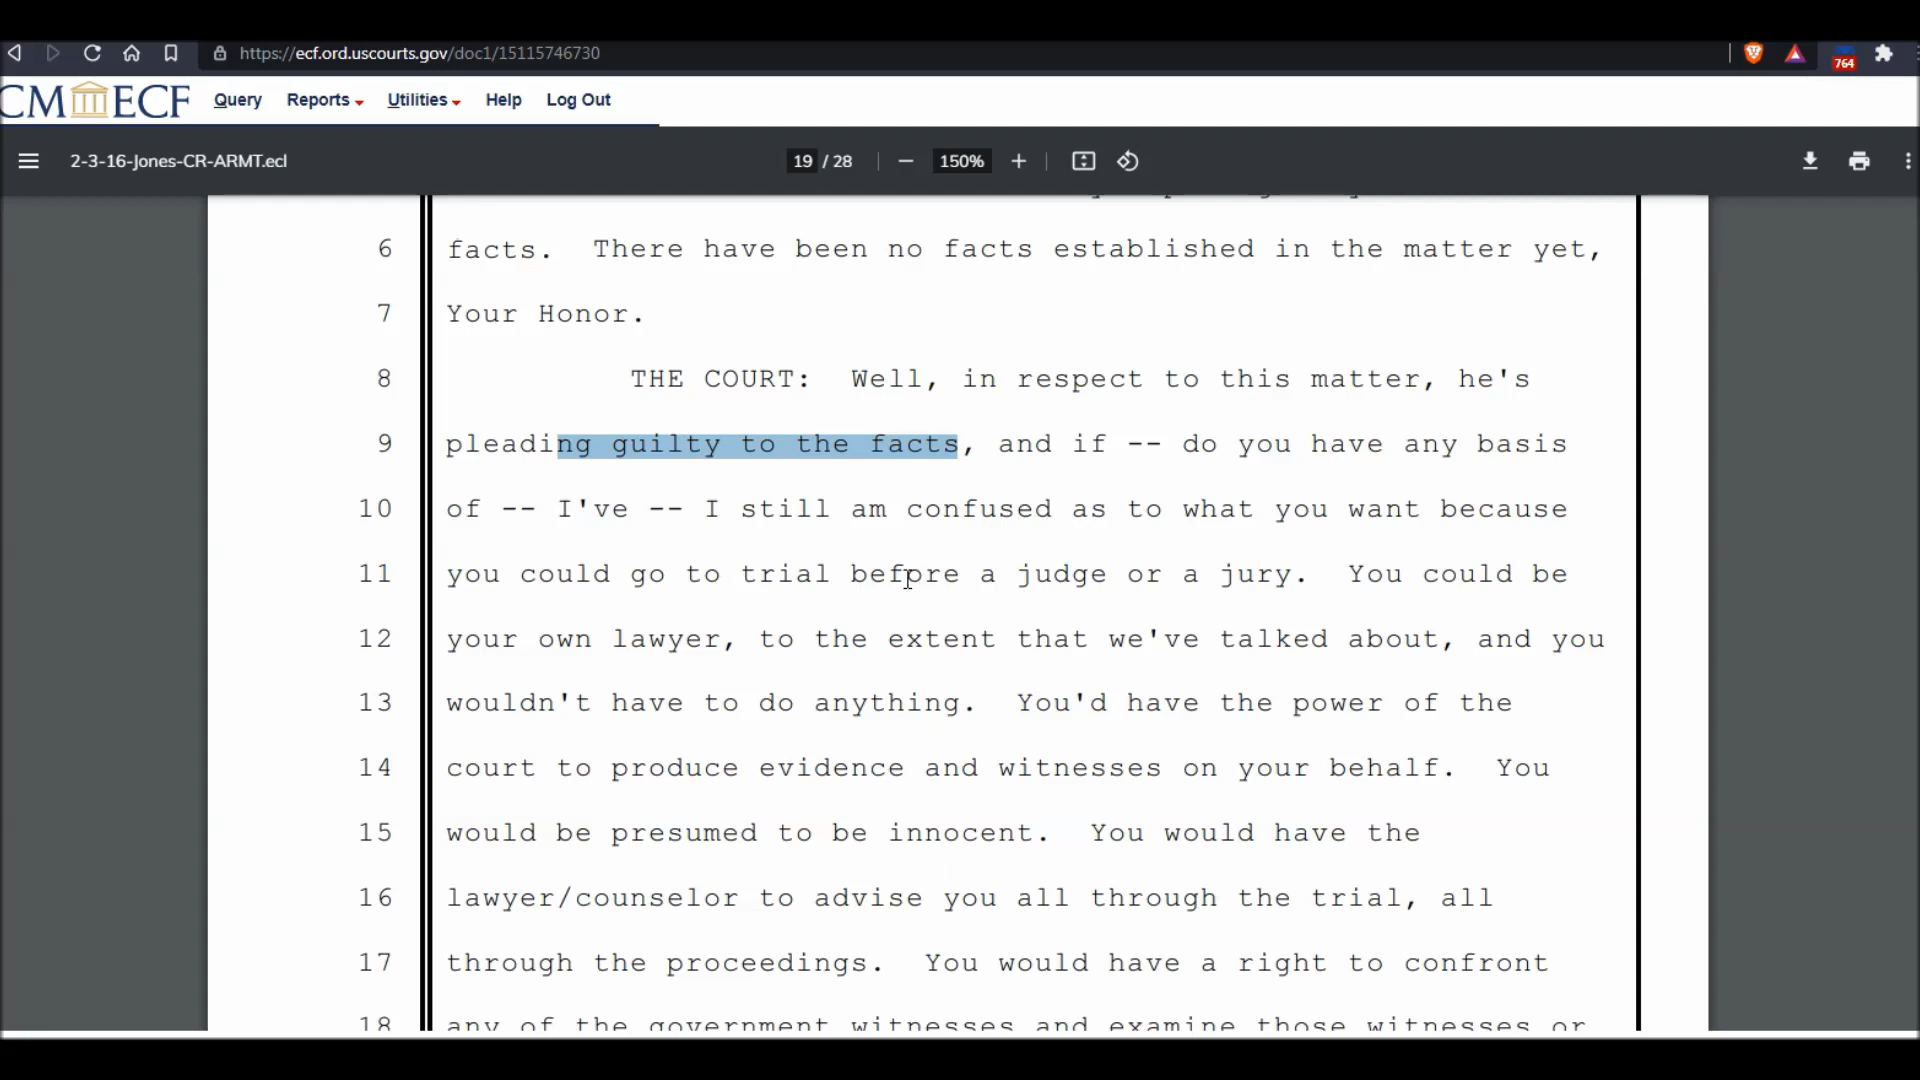 https://ecf.ord.uscourts.gov/doc1/15115746730
764
CM ECF Query Reports Utilities Help Log Out
2-3-16-Jones-CR-ARMT.ecl 19 / 28 150%
6 facts. There have been no facts established in the matter yet,
7 Your Honor.
8 THE COURT: Well, in respect to this matter, he's
9 pleading guilty to the facts, and if -- do you have any basis
10 of -- I've -- I still am confused as to what you want because
11 you could go to trial before a judge or a jury. You could be
12 your own lawyer, to the extent that we've talked about, and you
13 wouldn't have to do anything. You'd have the power of the
14 court to produce evidence and witnesses on your behalf. You
15 would be presumed to be innocent. You would have the
16 lawyer/counselor to advise you all through the trial, all
17 through the proceedings. You would have a right to confront
18 any of the government witnesses and examine those witnesses or